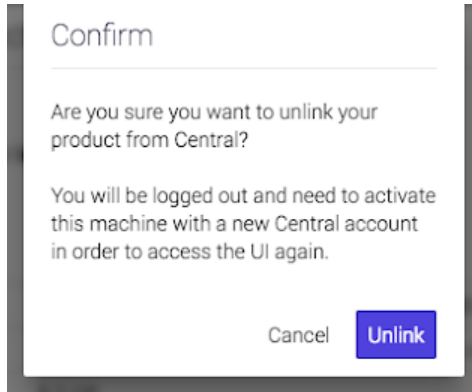 Confirm
Are you sure you want to unlink your
product from Central?
You will be logged out and need to activate
this machine with a new Central account
in order to access the UI again.
Cancel
Unlink